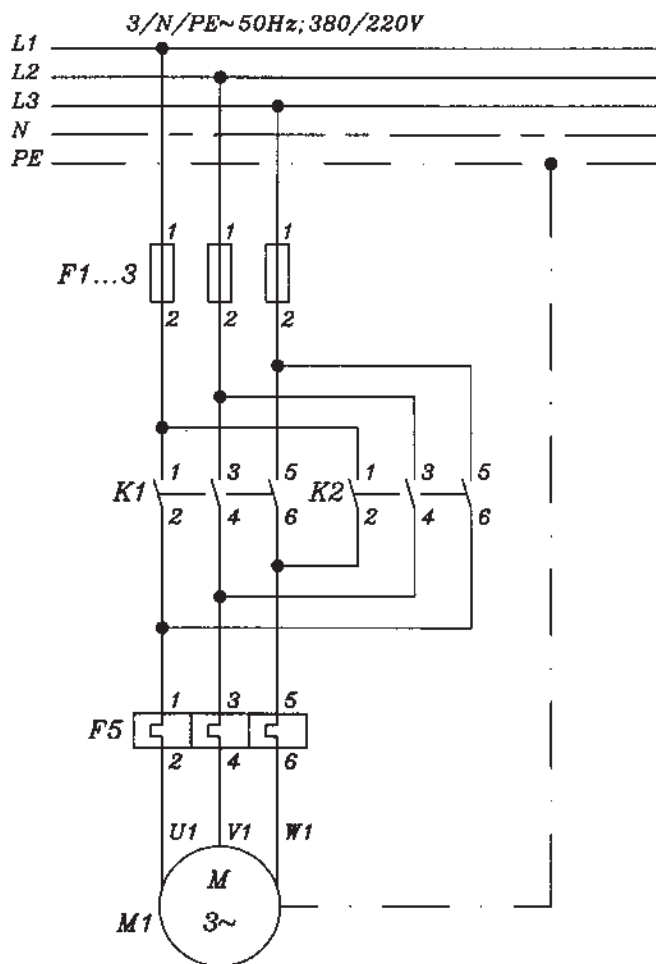 3/N/PE~50Hz; 380/220V
L1
L2
L3
N
PE
1 1 1
F1...3
2 2 2
1 3 5 1 3 5
K1 K2
2 4 6 2 4 6
1 3 5
F5
2 4 6
U1 V1 W1
M
M1 3~